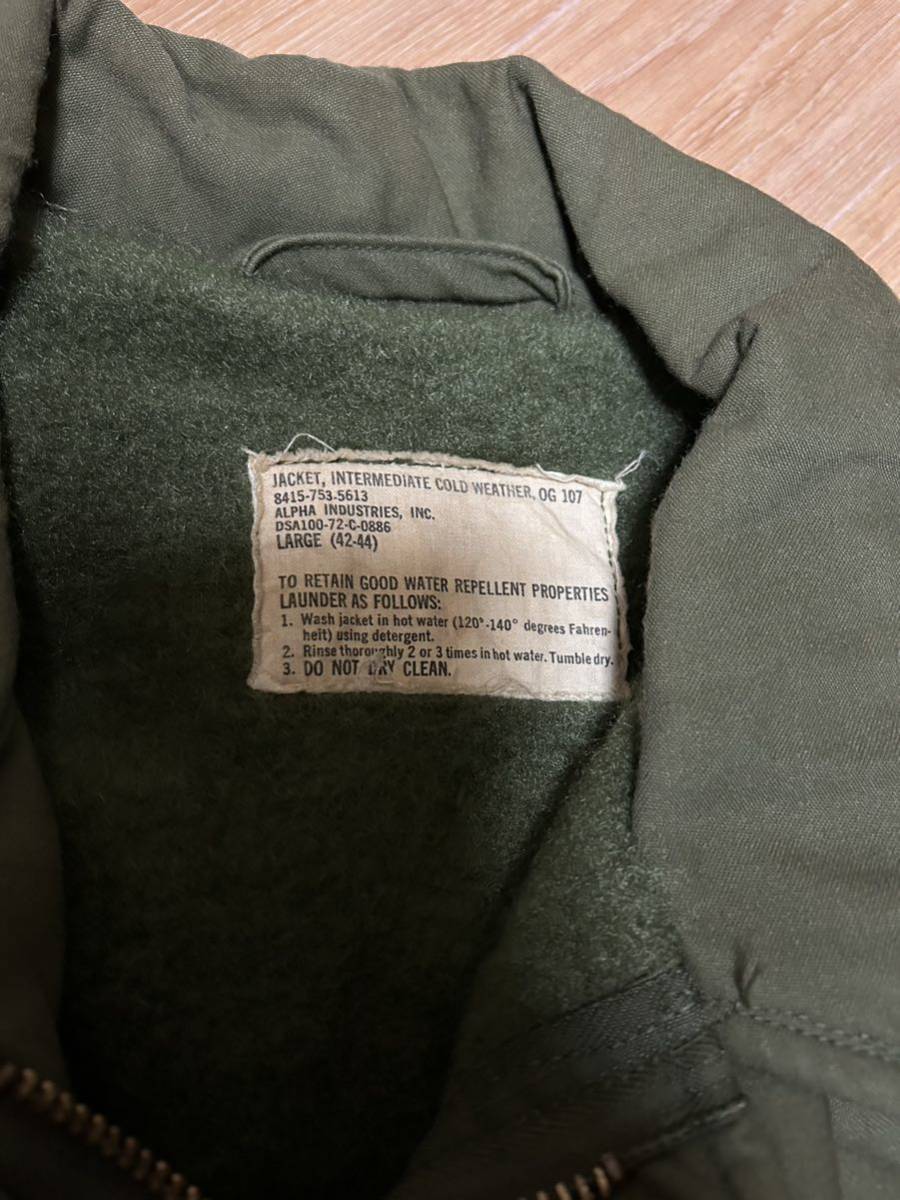 JACKET, INTERMEDIATE COLD WEATHER, OG 107
8415-753-5613
ALPHA INDUSTRIES, INC.
DSA100-72-C-0886
LARGE (42-44)
TO RETAIN GOOD WATER REPELLENT PROPERTIES
LAUNDER AS FOLLOWS:
1. Wash jacket in hot water (120°-140° degrees Fahren-
heit) using detergent.
2. Rinse thoroughly 2 or 3 times in hot water. Tumble dry.
3. DO NOT DRY CLEAN.